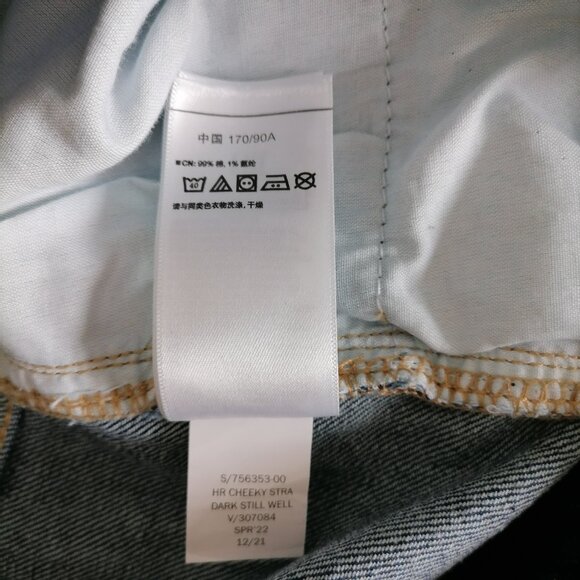 中国 170/90A
※CN: 99% 棉, 1% 氨纶
40
请与同类色衣物洗涤, 干燥
S/756353-00
HR CHEEKY STRA
DARK STILL WELL
V/307084
SPR'22
12/21